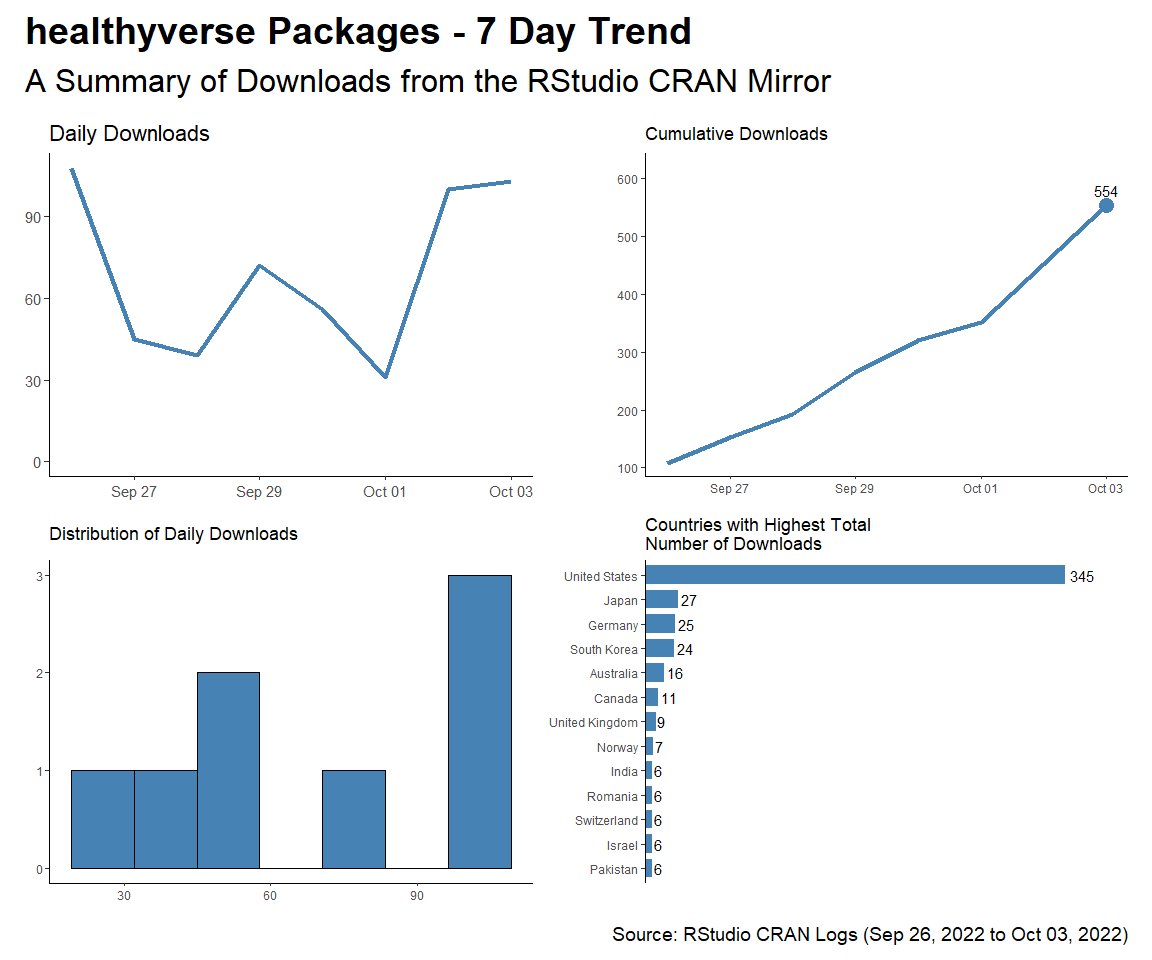 healthyverse Packages - 7 Day Trend
A Summary of Downloads from the RStudio CRAN Mirror
Daily Downloads
90
60
30
0
Sep 27 Sep 29 Oct 01 Oct 03
Cumulative Downloads
600
500
400
300
200
100
554
Sep 27 Sep 29 Oct 01 Oct 03
Distribution of Daily Downloads
3
2
1
0
30 60 90
Countries with Highest Total
Number of Downloads
United States 345
Japan 27
Germany 25
South Korea 24
Australia 16
Canada 11
United Kingdom 9
Norway 7
India 6
Romania 6
Switzerland 6
Israel 6
Pakistan 6
Source: RStudio CRAN Logs (Sep 26, 2022 to Oct 03, 2022)